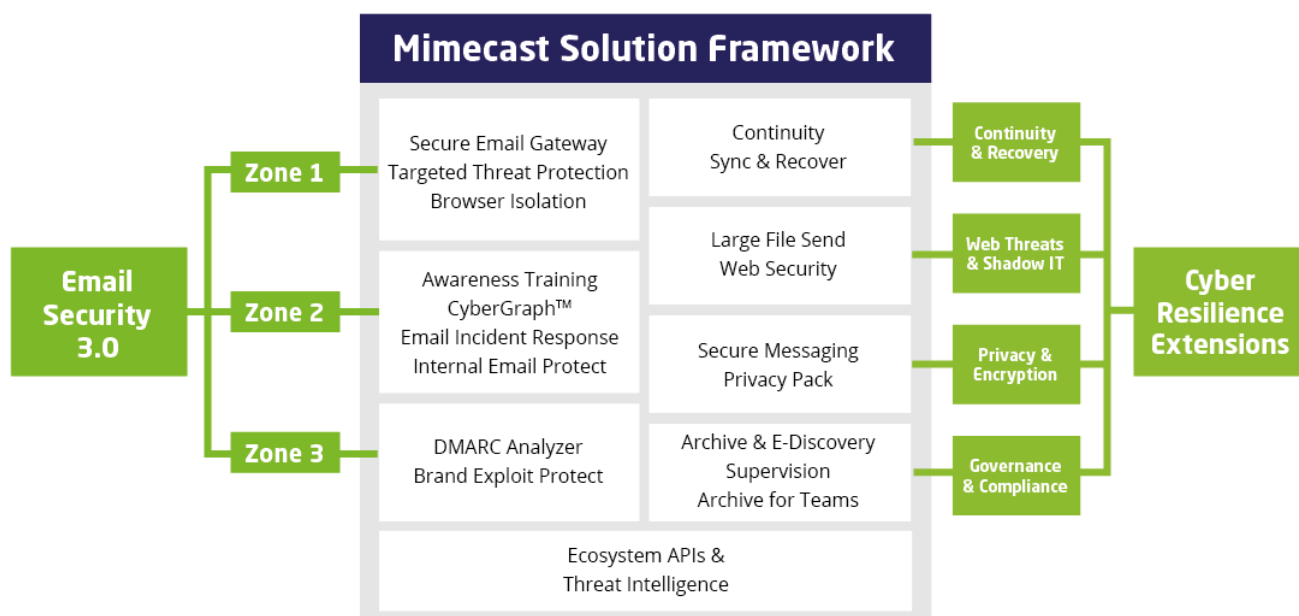 Mimecast Solution Framework
Email
Security
3.0
Zone 1
Zone 2
Zone 3
Secure Email Gateway
Targeted Threat Protection
Browser Isolation
Awareness Training
CyberGraph™
Email Incident Response
Internal Email Protect
DMARC Analyzer
Brand Exploit Protect
Continuity
Sync & Recover
Large File Send
Web Security
Secure Messaging
Privacy Pack
Archive & E-Discovery
Supervision
Archive for Teams
Ecosystem APIs &
Threat Intelligence
Continuity
& Recovery
Web Threats
& Shadow IT
Privacy &
Encryption
Governance
& Compliance
Cyber
Resilience
Extensions